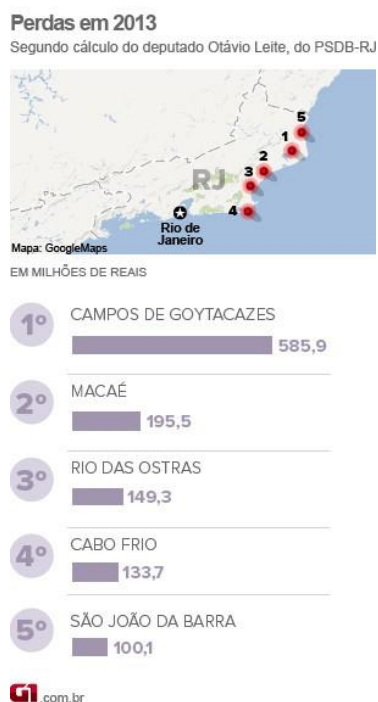 Perdas em 2013
Segundo cálculo do deputado Otávio Leite, do PSDB-RJ
5
1
2
3
RJ
4
Rio de
Janeiro
Mapa: GoogleMaps
EM MILHÕES DE REAIS
1º
CAMPOS DE GOYTACAZES
585,9
2º
MACAÉ
195,5
3º
RIO DAS OSTRAS
149,3
4º
CABO FRIO
133,7
5º
SÃO JOÃO DA BARRA
100,1
G1 .com.br